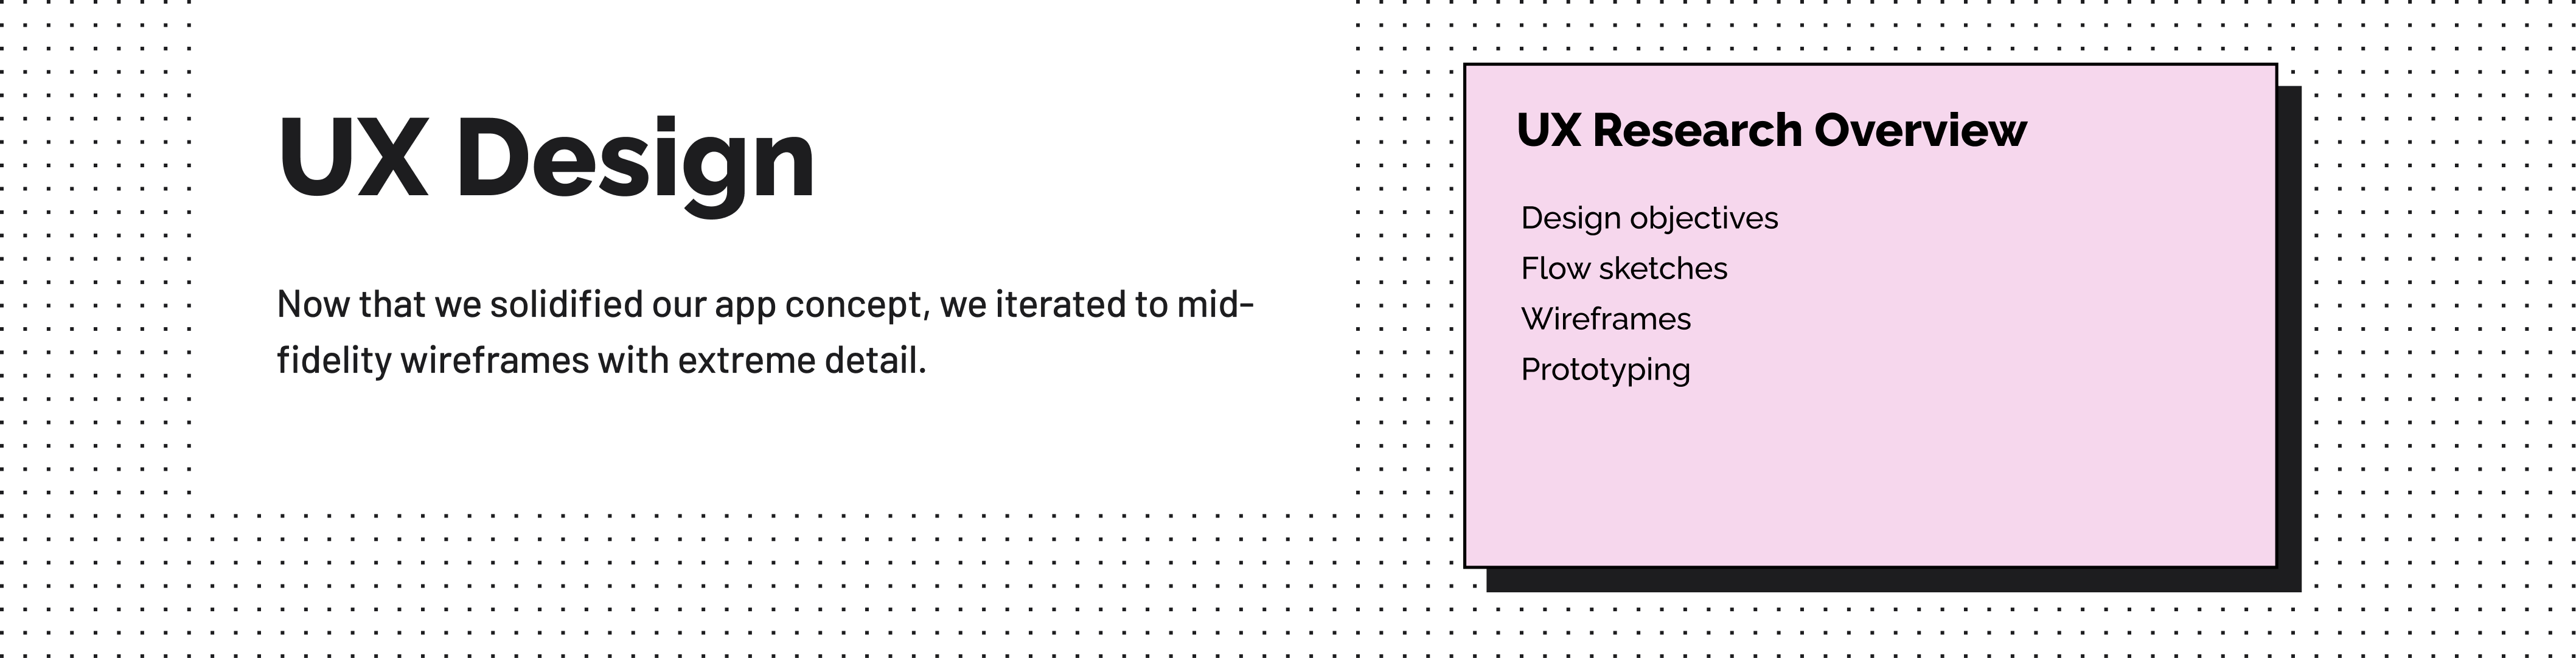 UX Design
Now that we solidified our app concept, we iterated to mid-
fidelity wireframes with extreme detail.
UX Research Overview
Design objectives
Flow sketches
Wireframes
Prototyping